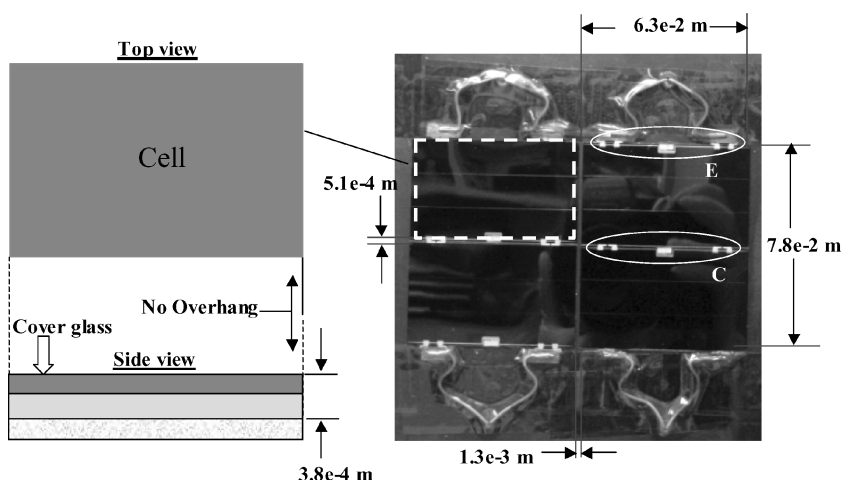 Top view
Cell
No Overhang
Cover glass
Side view
3.8e-4 m
6.3e-2 m
5.1e-4 m
E
7.8e-2 m
C
1.3e-3 m